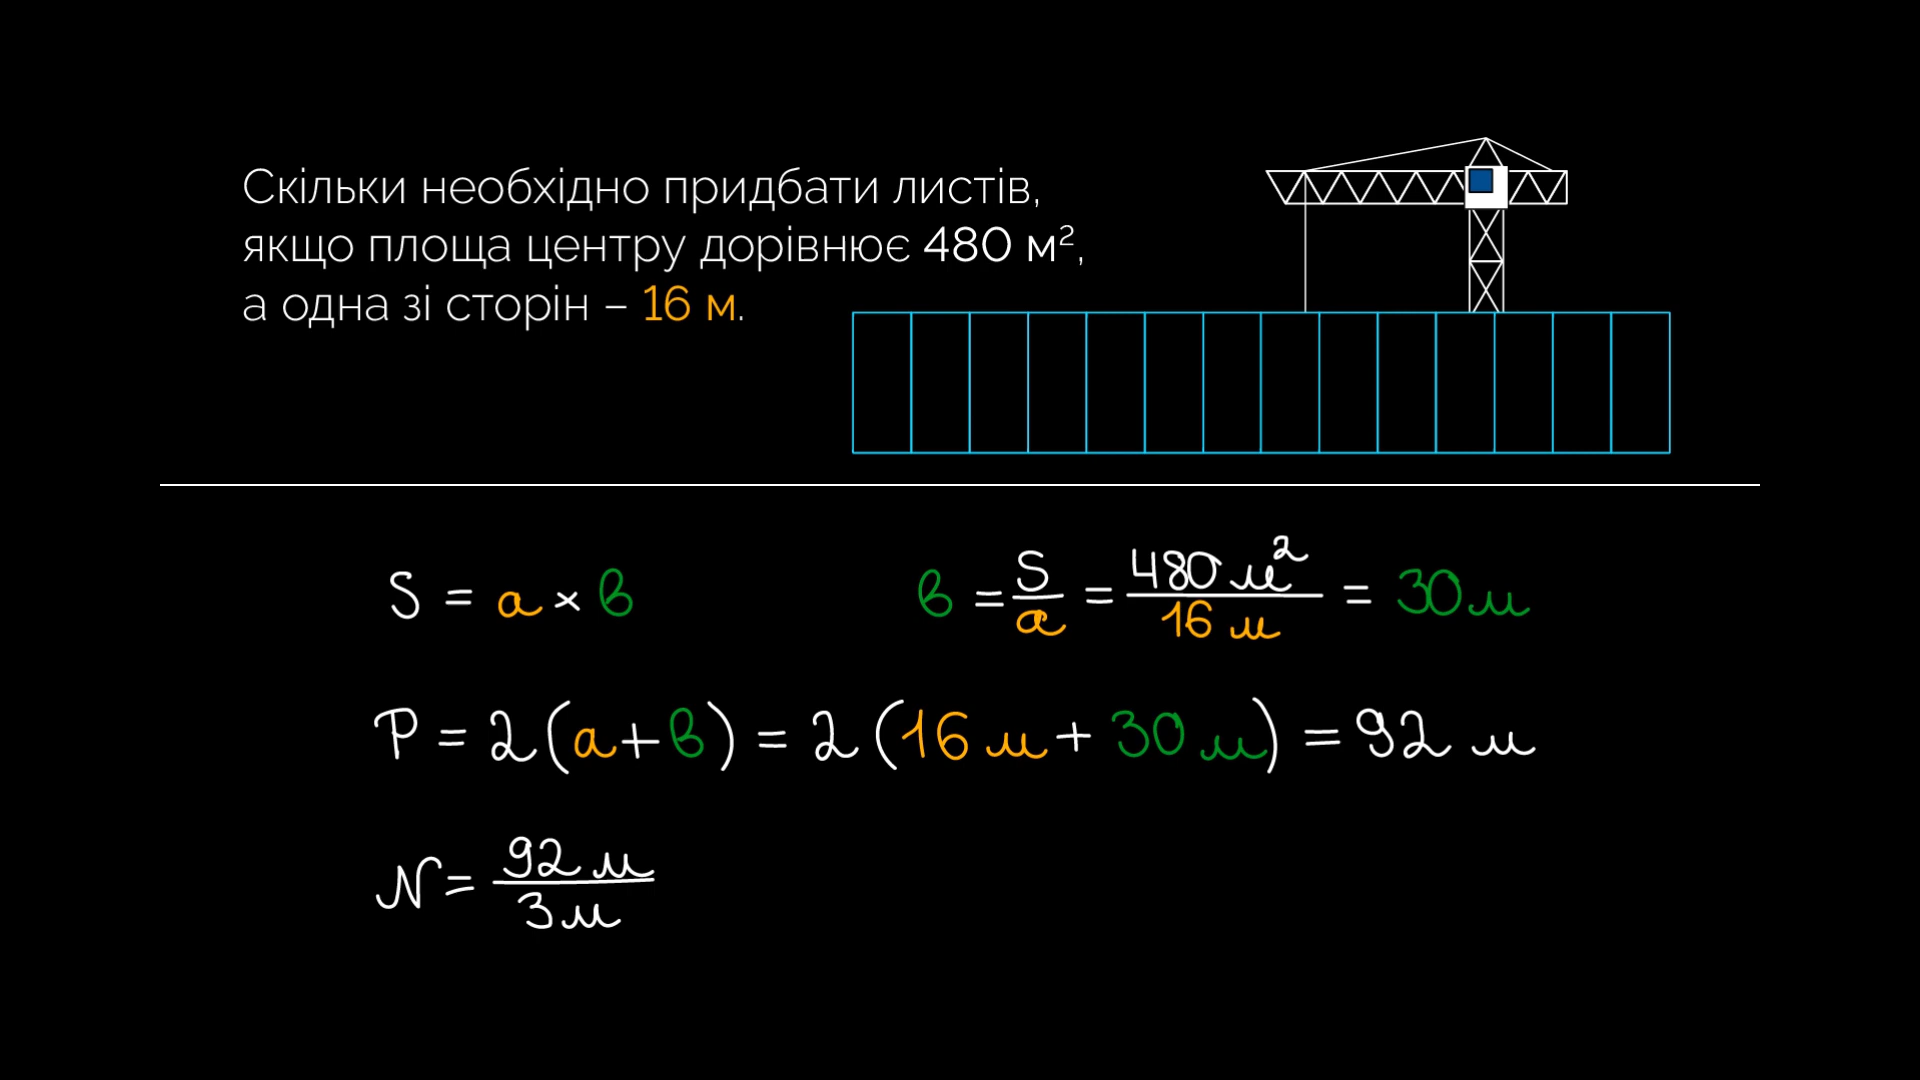 Скільки необхідно придбати листів,
якщо площа центру дорівнює 480 м²,
а одна зі сторін – 16 м.
S = a × в
в = S/a = 480 м²/16 м = 30 м
P = 2 (a + в) = 2 (16 м + 30 м) = 92 м
N = 92 м/3 м